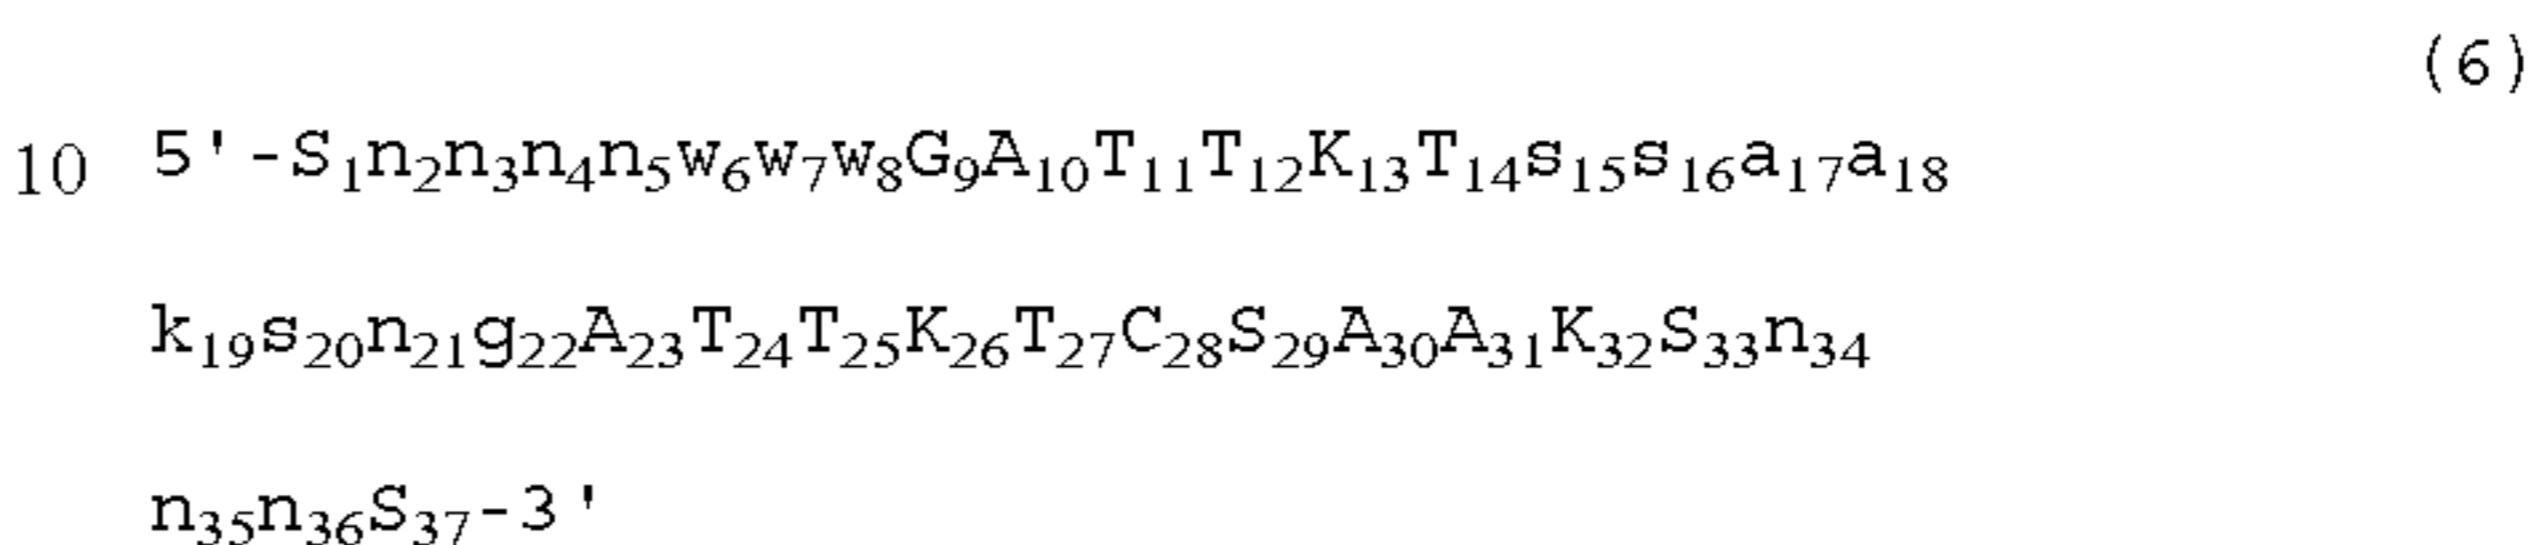 (6)
10 5'-S₁n₂n₃n₄n₅w₆w₇w₈G₉A₁₀T₁₁T₁₂K₁₃T₁₄s₁₅s₁₆a₁₇a₁₈
k₁₉s₂₀n₂₁g₂₂A₂₃T₂₄T₂₅K₂₆T₂₇C₂₈S₂₉A₃₀A₃₁K₃₂S₃₃n₃₄
n₃₅n₃₆S₃₇-3'